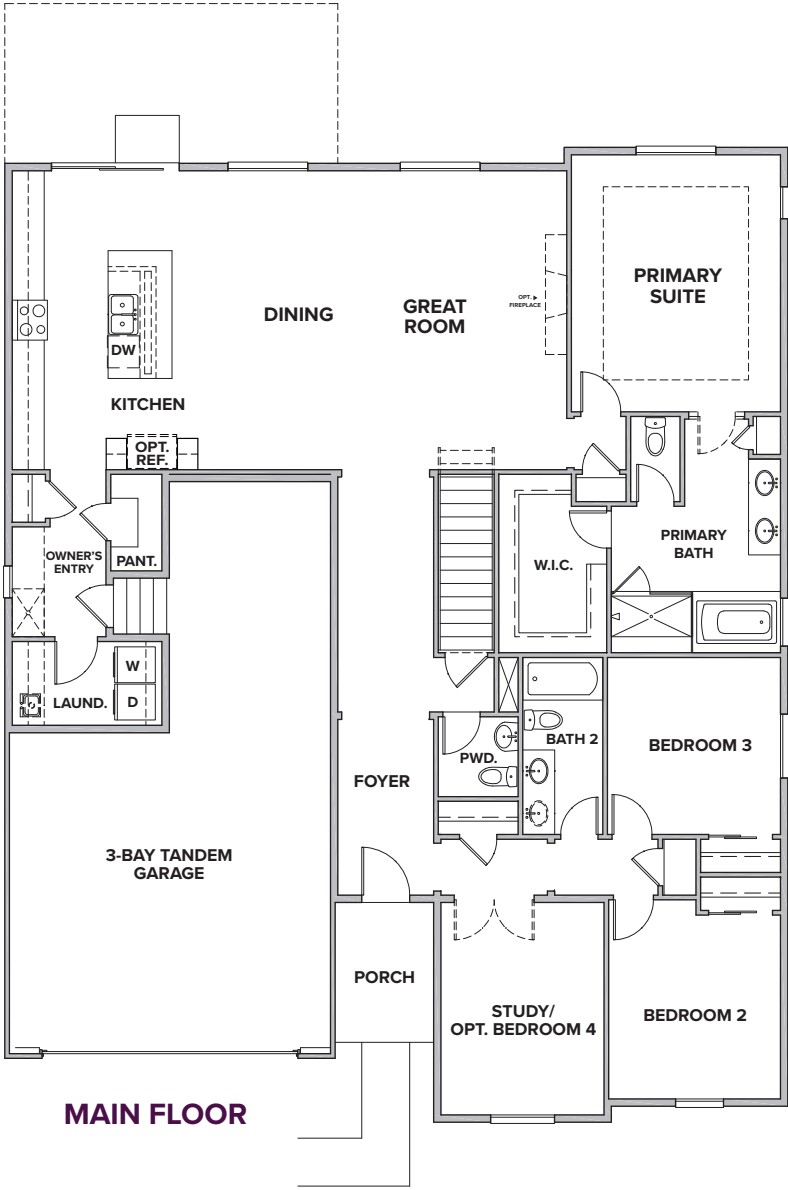 PRIMARY
SUITE
DINING
GREAT
ROOM
OPT.
FIREPLACE
DW
KITCHEN
OPT.
REF.
OWNER'S
ENTRY
PANT.
W.I.C.
PRIMARY
BATH
W
LAUND.
D
PWD.
BATH 2
BEDROOM 3
FOYER
3-BAY TANDEM
GARAGE
PORCH
STUDY/
OPT. BEDROOM 4
BEDROOM 2
MAIN FLOOR